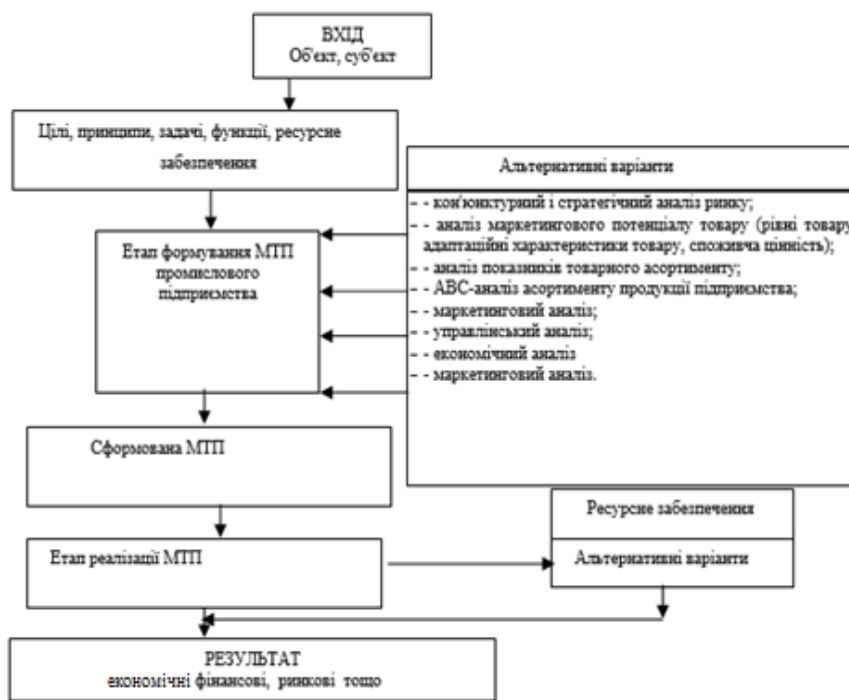 ВХІД
Об'єкт, суб'єкт
Цілі, принципи, задачі, функції, ресурсне
забезпечення
Альтернативні варіанти
- - кон'юнктурний і стратегічний аналіз ринку;
- - аналіз маркетингового потенціалу товару (рівні товару
адаптаційні характеристики товару, споживча цінність);
- - аналіз показників товарного асортименту;
- - АВС-аналіз асортименту продукції підприємства;
- - маркетинговий аналіз;
- - управлінський аналіз;
- - економічний аналіз
- - маркетинговий аналіз.
Етап формування МТП
промислового
підприємства
Сформована МТП
Ресурсне забезпечення
Альтернативні варіанти
Етап реалізації МТП
РЕЗУЛЬТАТ
економічні фінансові, ринкові тощо